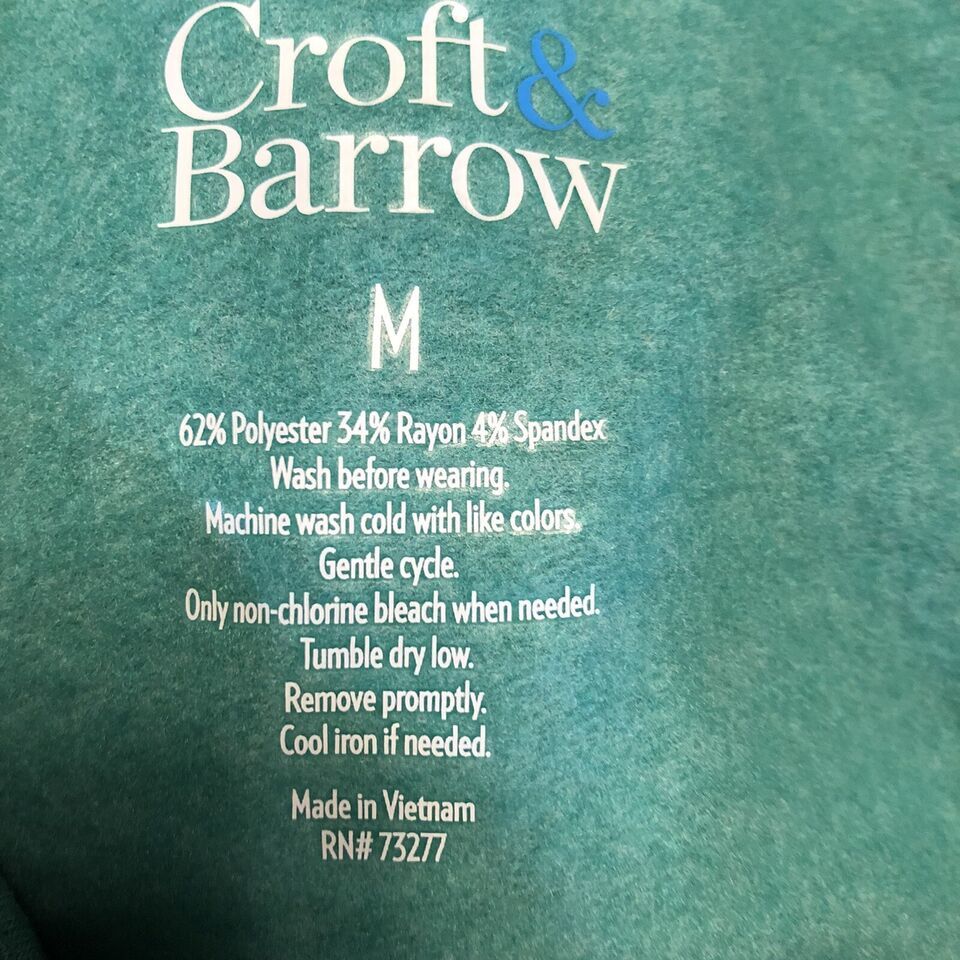 Croft &
Barrow
M
62% Polyester 34% Rayon 4% Spandex
Wash before wearing.
Machine wash cold with like colors.
Gentle cycle.
Only non-chlorine bleach when needed.
Tumble dry low.
Remove promptly.
Cool iron if needed.
Made in Vietnam
RN# 73277